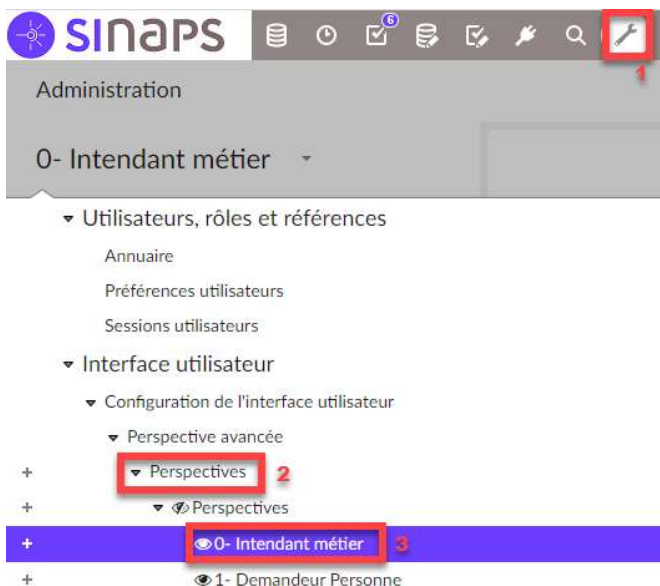 SINAPS
6
1
Administration
0- Intendant métier
Utilisateurs, rôles et références
Annuaire
Préférences utilisateurs
Sessions utilisateurs
Interface utilisateur
Configuration de l'interface utilisateur
Perspective avancée
+ Perspectives 2
+ Perspectives
+ 0- Intendant métier 3
+ 1- Demandeur Personne